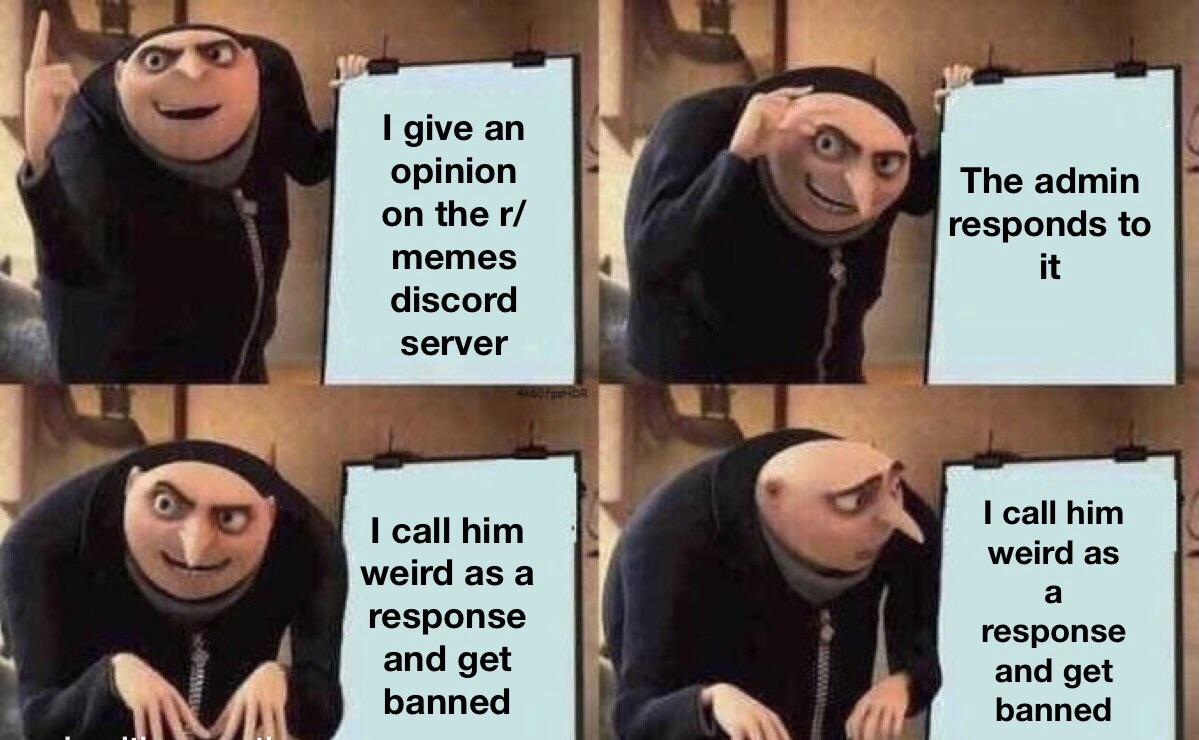 I give an
opinion
on the r/
memes
discord
server
The admin
responds to
it
I call him
weird as a
response
and get
banned
I call him
weird as
a
response
and get
banned